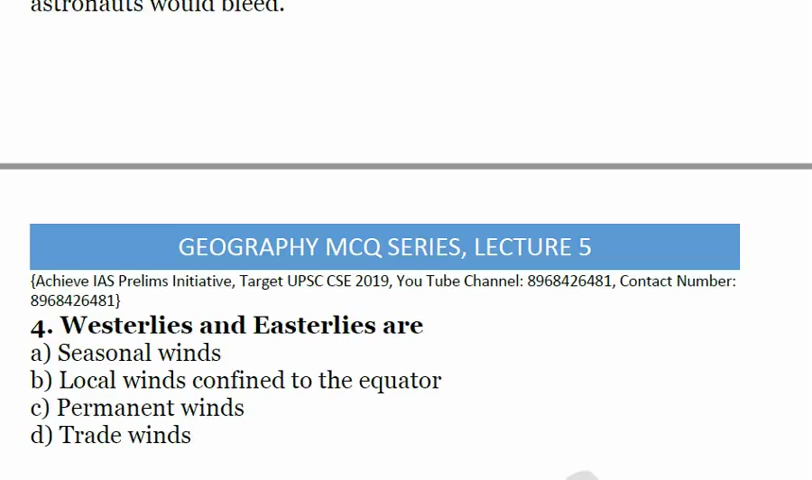 astronauts would bleed.
GEOGRAPHY MCQ SERIES, LECTURE 5
{Achieve IAS Prelims Initiative, Target UPSC CSE 2019, You Tube Channel: 8968426481, Contact Number:
8968426481}
4. Westerlies and Easterlies are
a) Seasonal winds
b) Local winds confined to the equator
c) Permanent winds
d) Trade winds